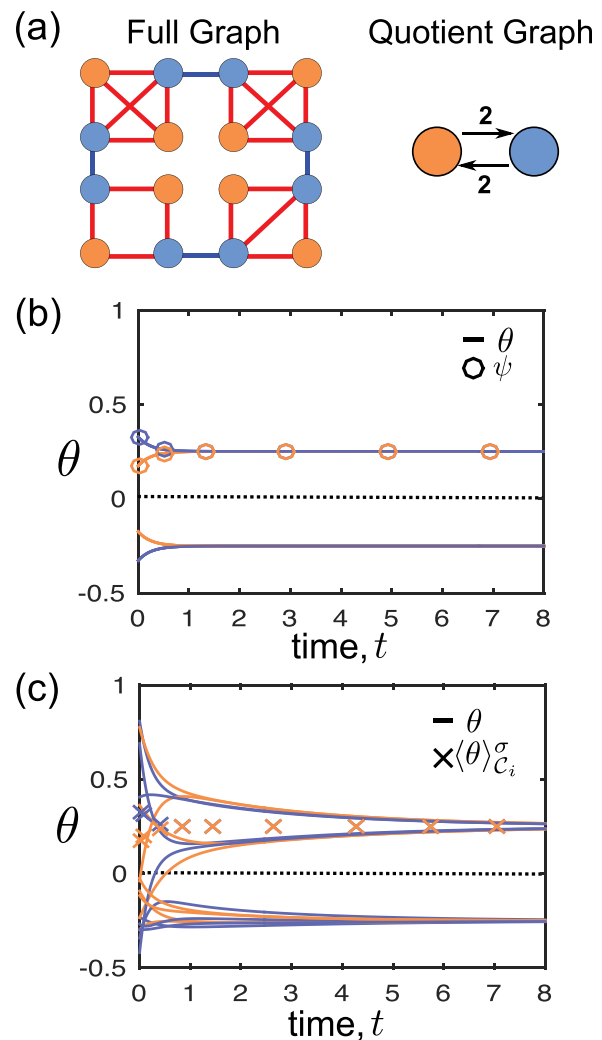 (a) Full Graph Quotient Graph
2
2
(b)
1
0.5
0
-0.5
θ
θ
ψ
0 1 2 3 4 5 6 7 8
time, t
(c)
1
0.5
0
-0.5
θ
θ
⟨θ⟩^σ_{C_i}
0 1 2 3 4 5 6 7 8
time, t